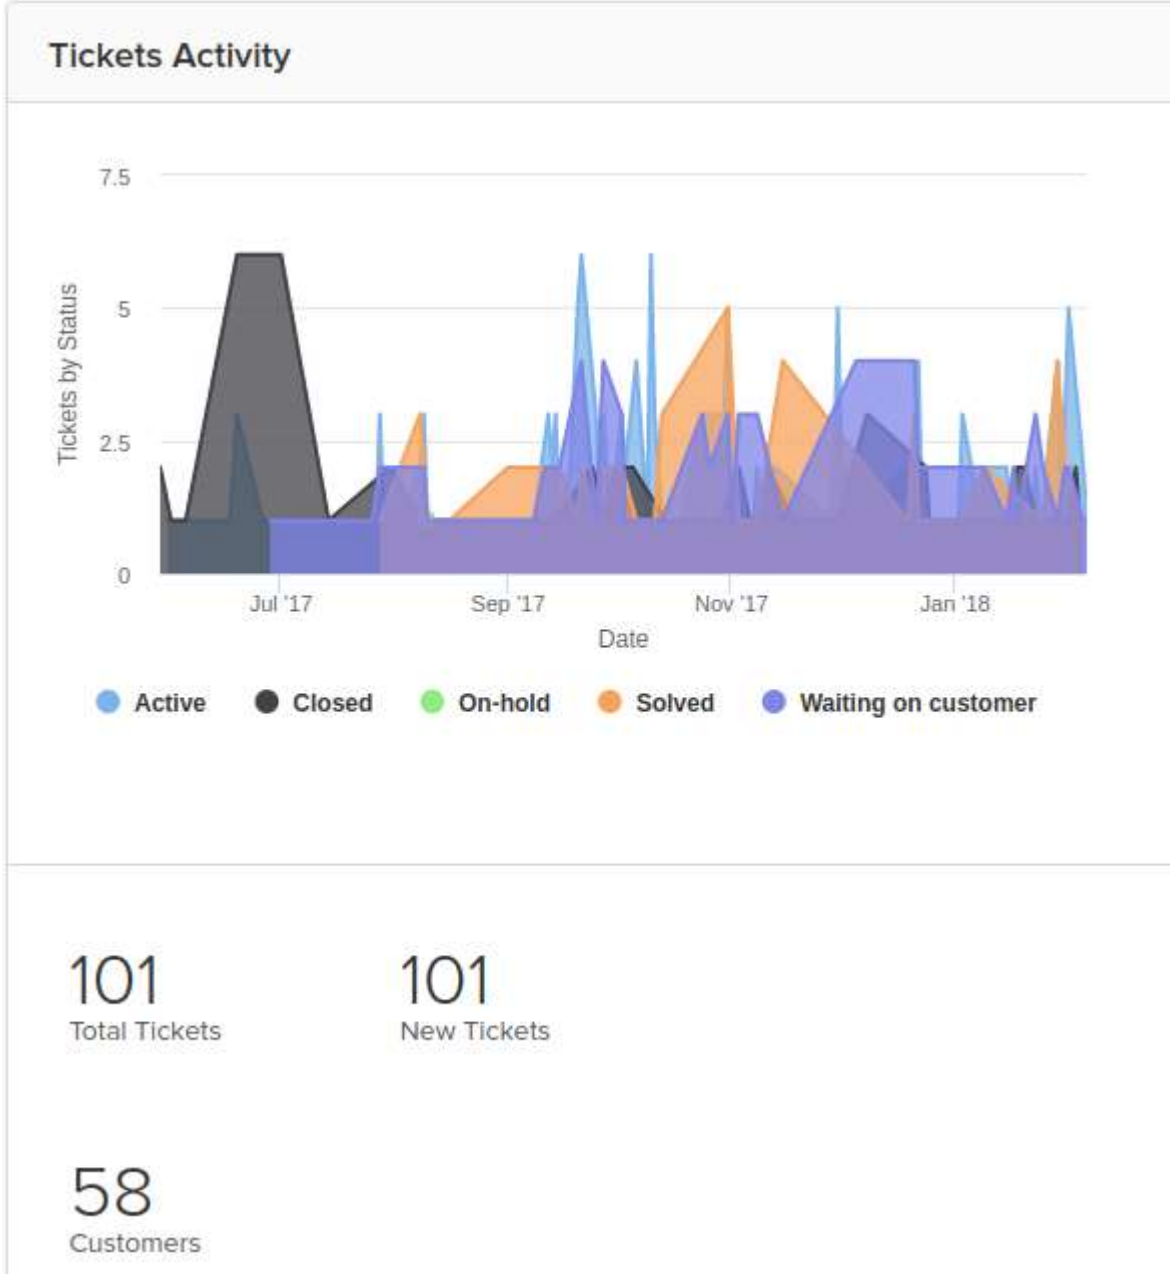 Tickets Activity
7.5
5
2.5
0
Tickets by Status
Jul '17 Sep '17 Nov '17 Jan '18
Date
Active Closed On-hold Solved Waiting on customer
101 101
Total Tickets New Tickets
58
Customers